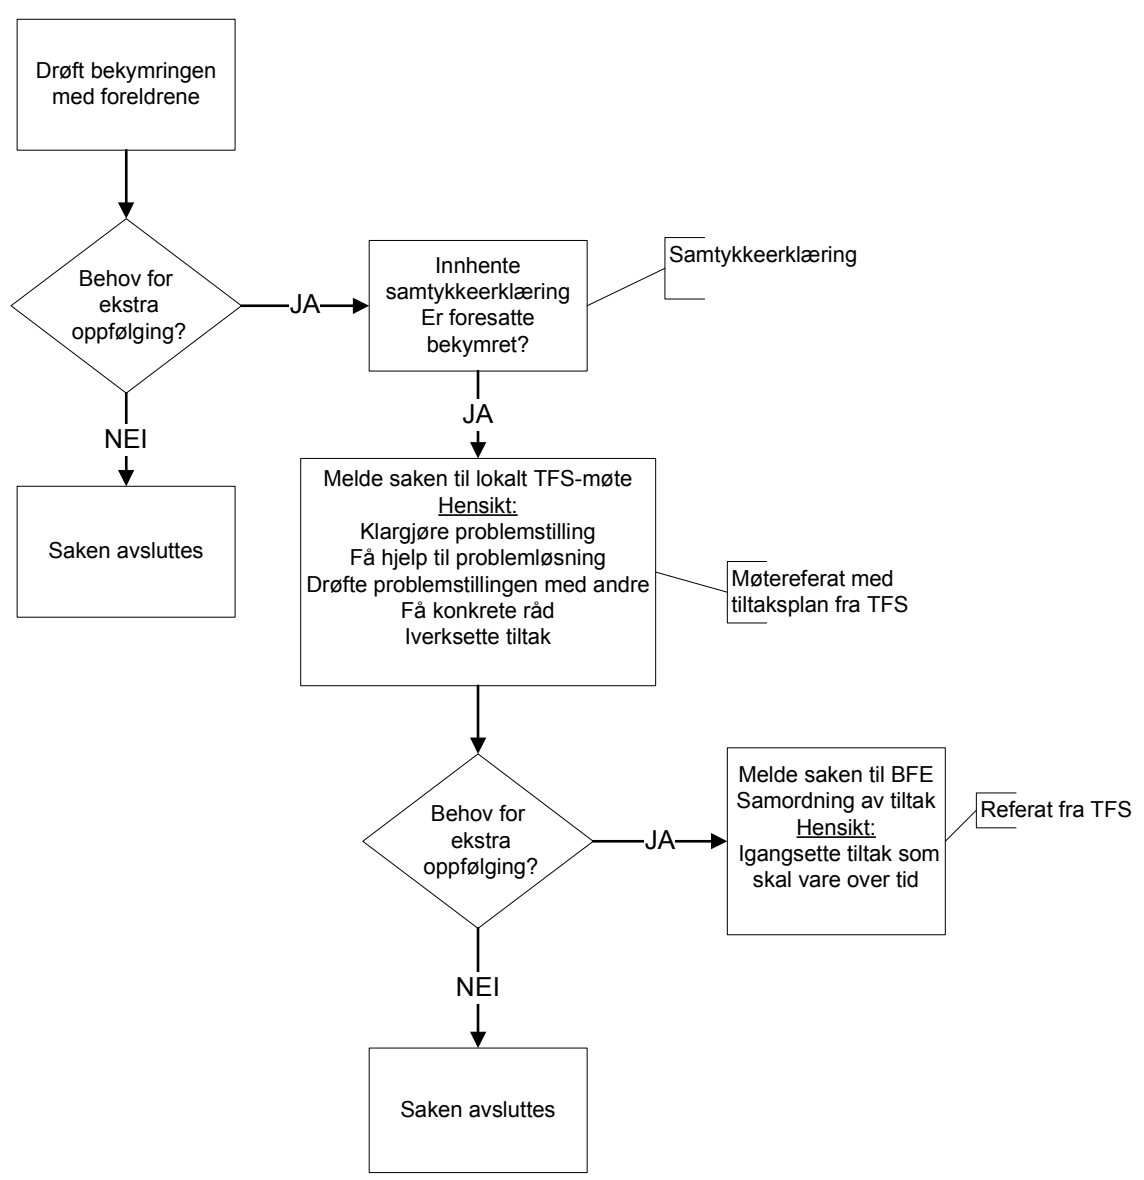 Drøft bekymringen
med foreldrene
Behov for
ekstra
oppfølging?
JA
Innhente
samtykkeerklæring
Er foresatte
bekymret?
Samtykkeerklæring
NEI
JA
Saken avsluttes
Melde saken til lokalt TFS-møte
Hensikt:
Klargjøre problemstilling
Få hjelp til problemløsning
Drøfte problemstillingen med andre
Få konkrete råd
Iverksette tiltak
Møtereferat med
tiltaksplan fra TFS
Behov for
ekstra
oppfølging?
JA
Melde saken til BFE
Samordning av tiltak
Hensikt:
Igangsette tiltak som
skal vare over tid
Referat fra TFS
NEI
Saken avsluttes